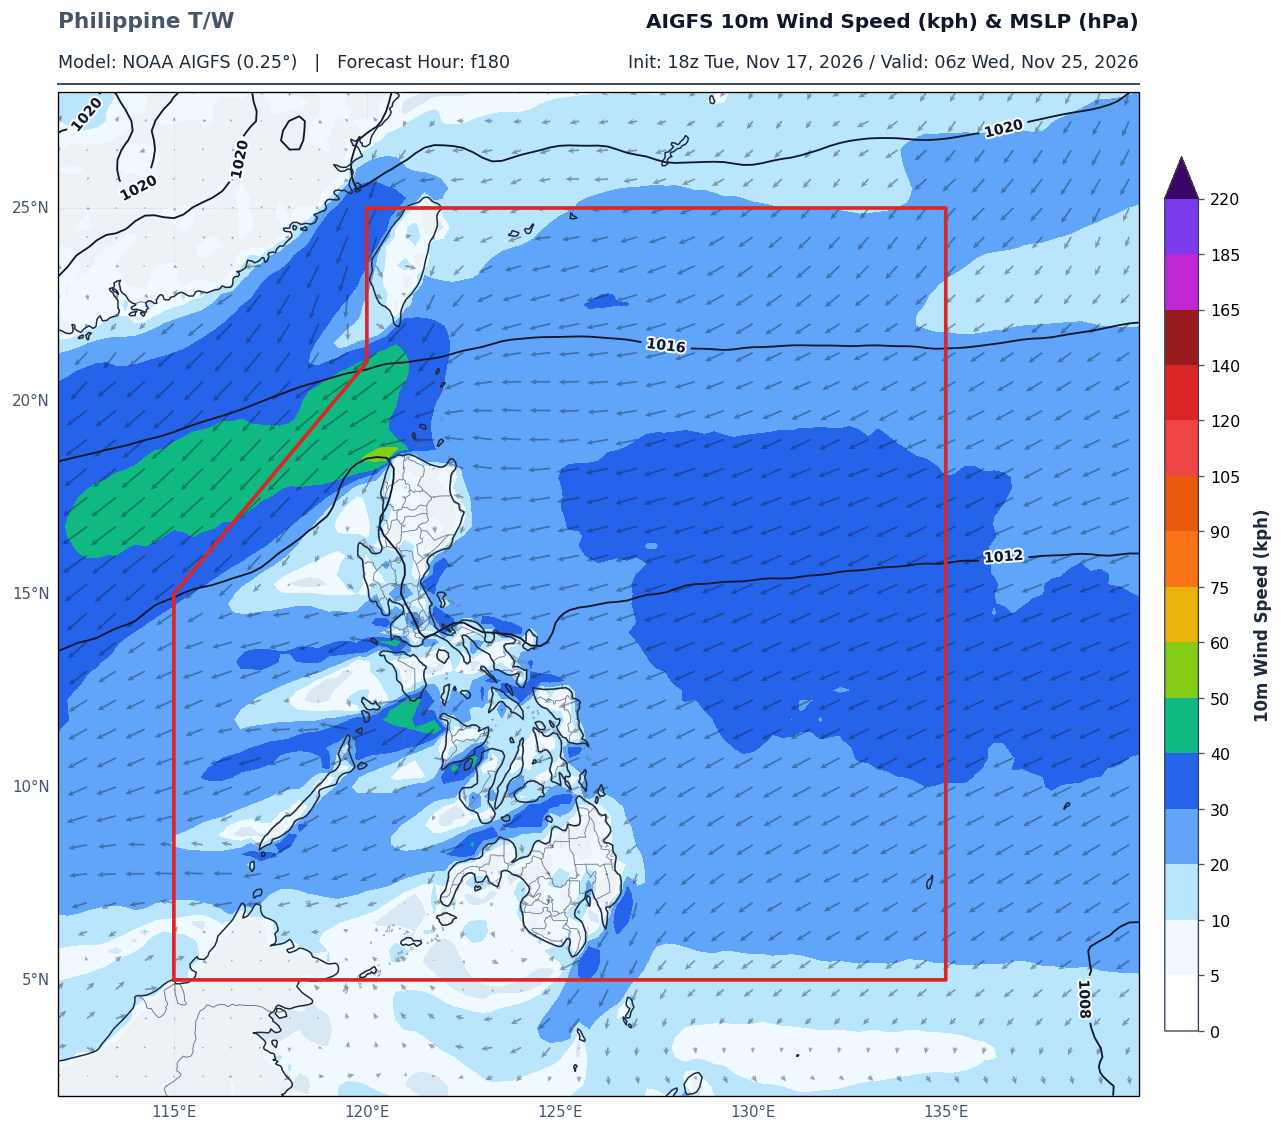 Philippine T/W
AIGFS 10m Wind Speed (kph) & MSLP (hPa)
Model: NOAA AIGFS (0.25°)   |   Forecast Hour: f180
Init: 18z Tue, Nov 17, 2026 / Valid: 06z Wed, Nov 25, 2026
1020
1020
1020
1020
1016
1012
1008
25°N
20°N
15°N
10°N
5°N
115°E
120°E
125°E
130°E
135°E
220
185
165
140
120
105
90
75
60
50
40
30
20
10
5
0
10m Wind Speed (kph)